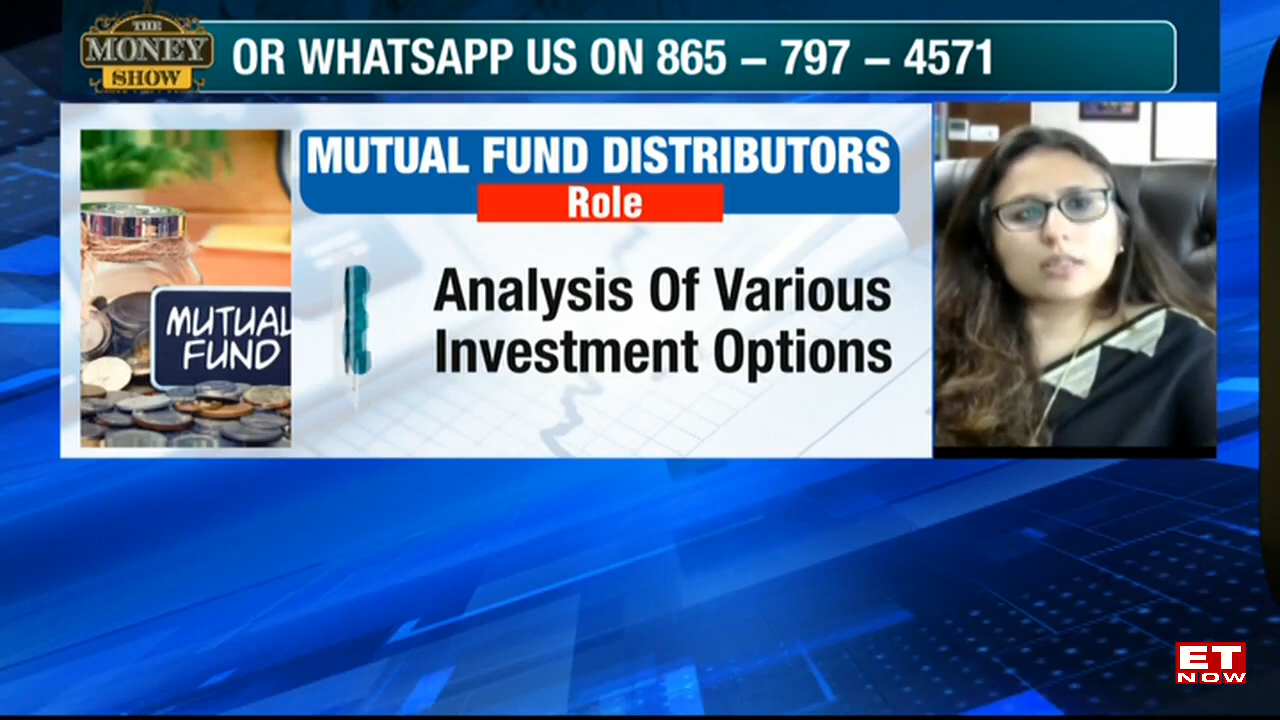 THE
MONEY
SHOW
OR WHATSAPP US ON 865 – 797 – 4571
MUTUAL FUND DISTRIBUTORS
Role
Analysis Of Various
Investment Options
MUTUAL
FUND
ET
NOW